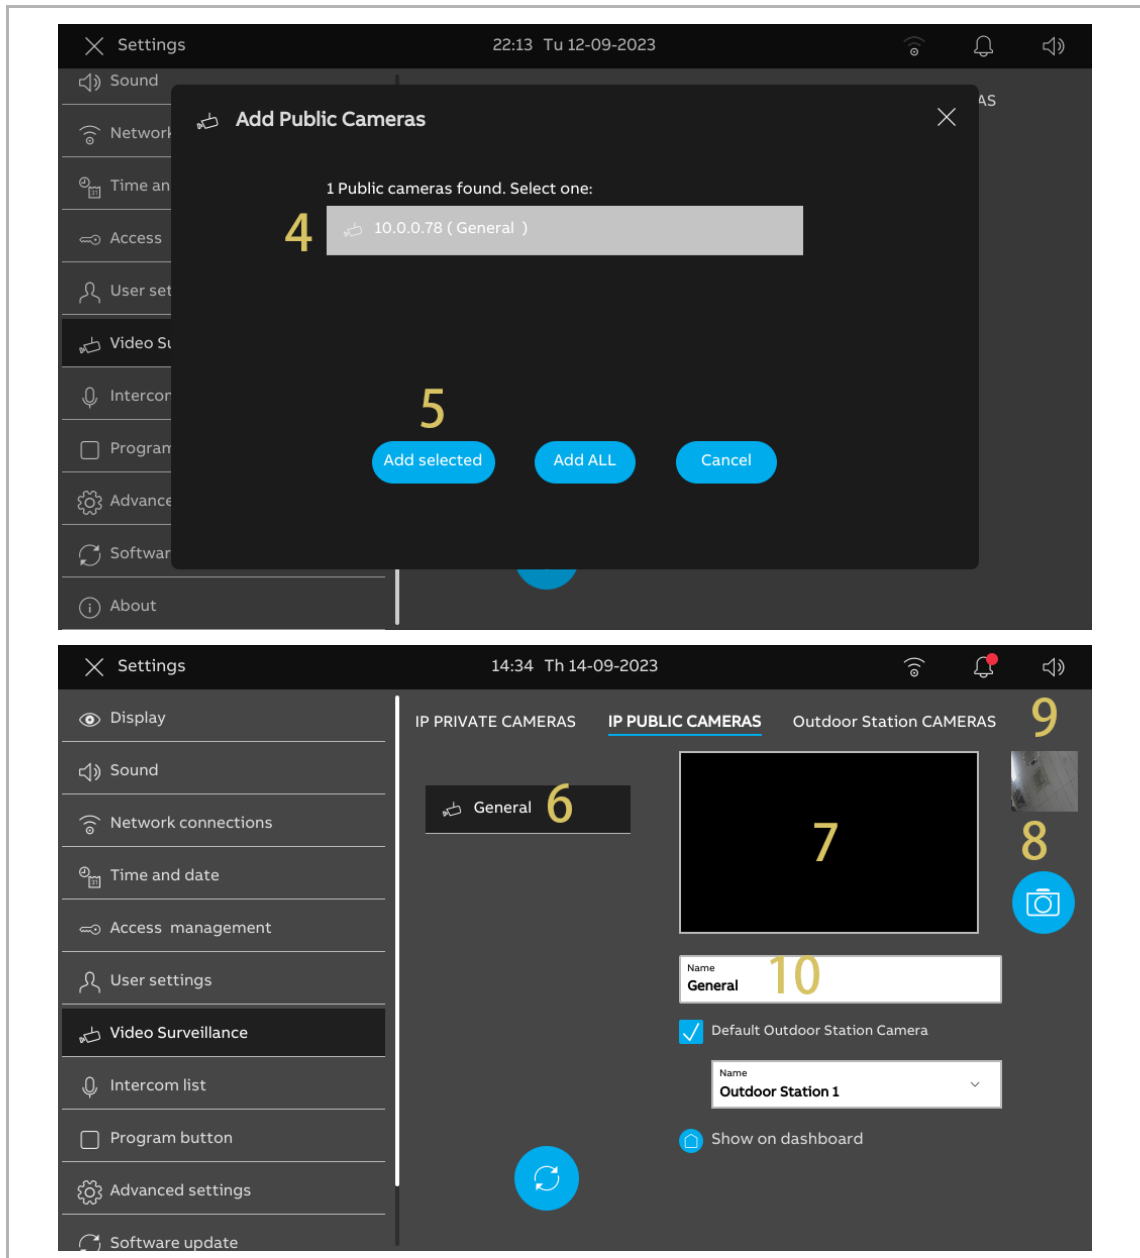 Settings
22:13 Tu 12-09-2023
Sound
AS
Add Public Cameras
Network
Time an
1 Public cameras found. Select one:
4
10.0.0.78 ( General )
Access
User set
Video Su
5
Intercom
Program
Add selected
Add ALL
Cancel
Advance
Softwar
About
Settings
14:34 Th 14-09-2023
Display
IP PRIVATE CAMERAS
IP PUBLIC CAMERAS
Outdoor Station CAMERAS
9
Sound
General
6
Network connections
7
8
Time and date
Access management
User settings
Name
General
10
Video Surveillance
Default Outdoor Station Camera
Intercom list
Name
Outdoor Station 1
Program button
Show on dashboard
Advanced settings
Software update